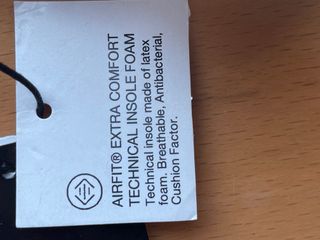 AIRFIT® EXTRA COMFORT
TECHNICAL INSOLE FOAM
Technical insole made of latex
foam. Breathable, Antibacterial,
Cushion Factor.